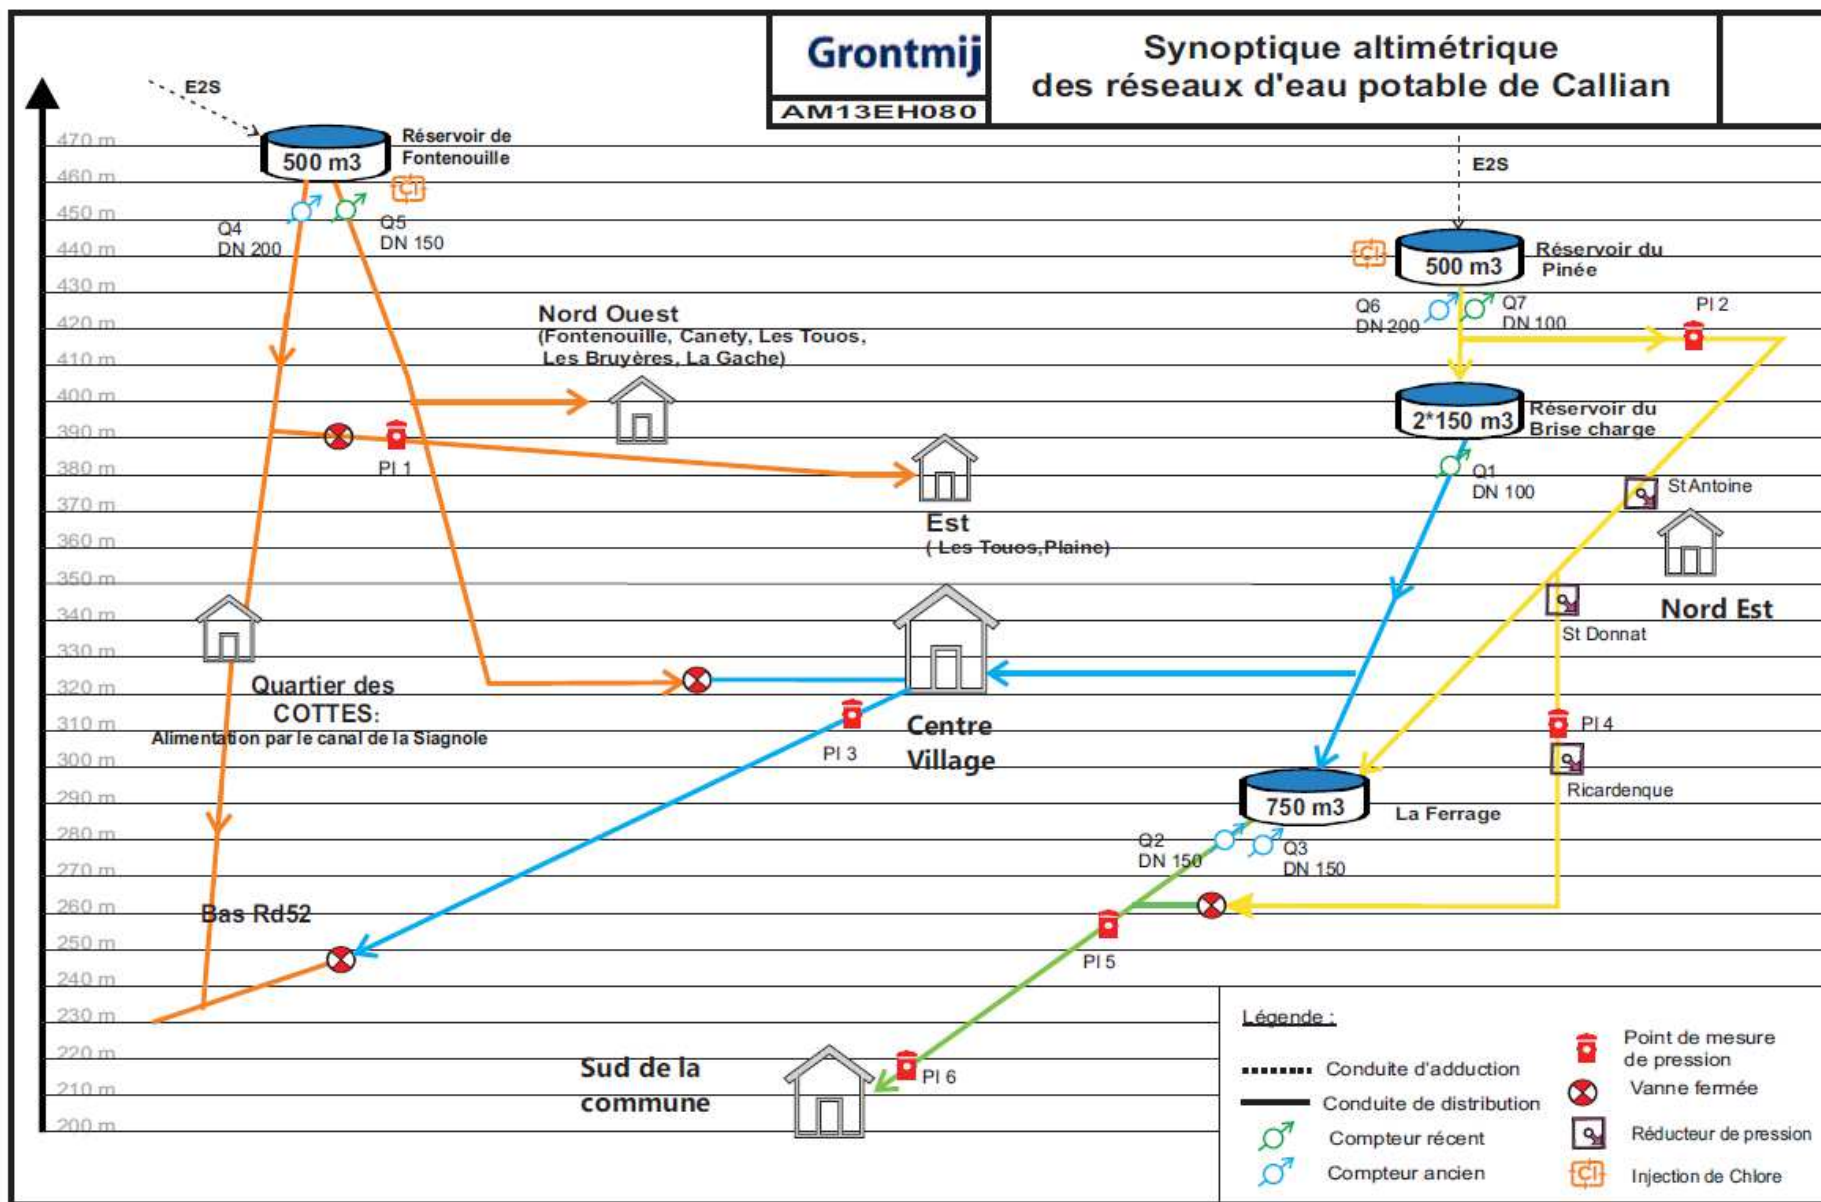 Grontmij
AM13EH080
Synoptique altimétrique
des réseaux d'eau potable de Callian
E2S
470 m
460 m
450 m
440 m
430 m
420 m
410 m
400 m
390 m
380 m
370 m
360 m
350 m
340 m
330 m
320 m
310 m
300 m
290 m
280 m
270 m
260 m
250 m
240 m
230 m
220 m
210 m
200 m
500 m3
Réservoir de
Fontenouille
CI
Q4
DN 200
Q5
DN 150
Nord Ouest
(Fontenouille, Canety, Les Touos,
Les Bruyères, La Gache)
PI 1
Est
( Les Touos,Plaine)
Quartier des
COTTES:
Alimentation par le canal de la Siagnole
Bas Rd52
PI 3
Centre
Village
E2S
CI
500 m3
Réservoir du
Pinée
Q6
DN 200
Q7
DN 100
PI 2
2*150 m3
Réservoir du
Brise charge
Q1
DN 100
St Antoine
Nord Est
St Donnat
PI 4
Ricardenque
750 m3
La Ferrage
Q2
DN 150
Q3
DN 150
PI 5
PI 6
Sud de la
commune
Légende :
Conduite d'adduction
Conduite de distribution
Compteur récent
Compteur ancien
Point de mesure
de pression
Vanne fermée
Réducteur de pression
CI
Injection de Chlore